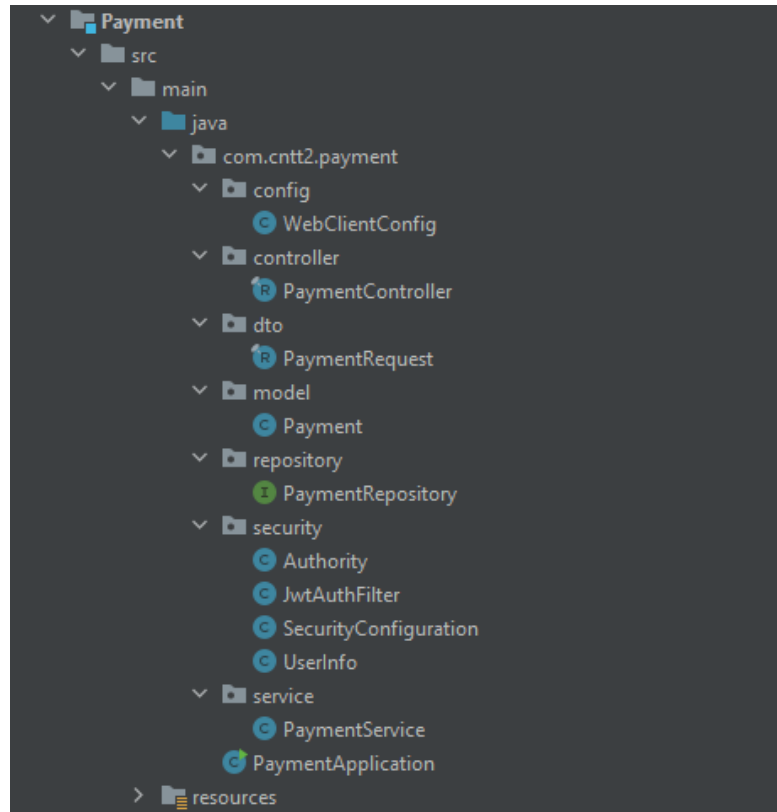 Payment
src
main
java
com.cntt2.payment
config
C WebClientConfig
controller
R PaymentController
dto
R PaymentRequest
model
C Payment
repository
I PaymentRepository
security
C Authority
C JwtAuthFilter
C SecurityConfiguration
C UserInfo
service
C PaymentService
C PaymentApplication
resources